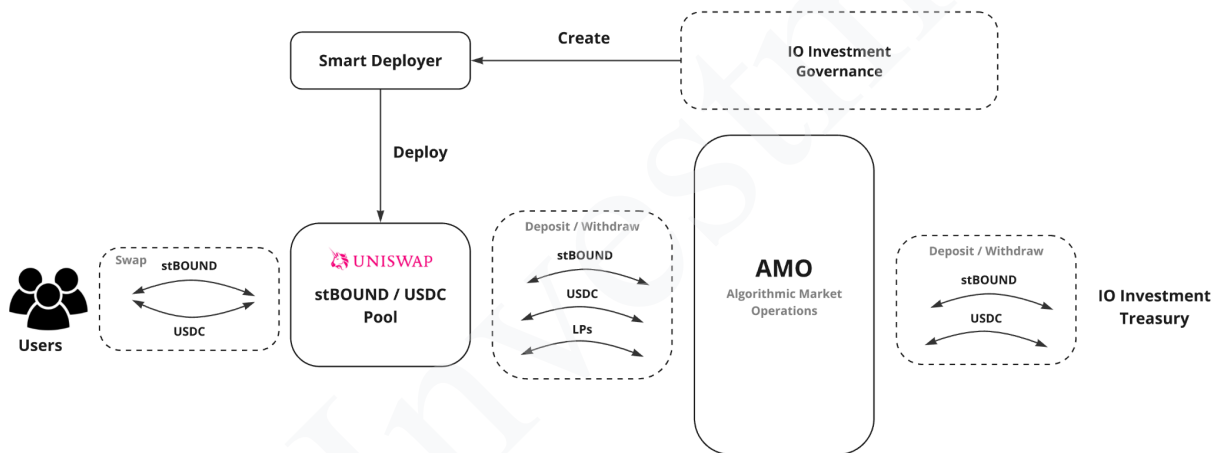 Create
Smart Deployer
IO Investment
Governance
Deploy
Deposit / Withdraw
UNISWAP
stBOUND / USDC
Pool
Swap
stBOUND
USDC
Users
stBOUND
USDC
LPs
AMO
Algorithmic Market
Operations
Deposit / Withdraw
stBOUND
USDC
IO Investment
Treasury
Investm